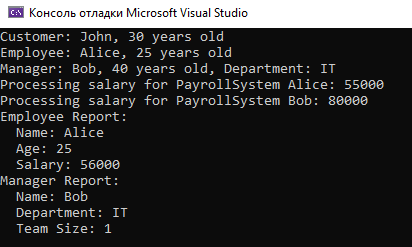 Консоль отладки Microsoft Visual Studio
Customer: John, 30 years old
Employee: Alice, 25 years old
Manager: Bob, 40 years old, Department: IT
Processing salary for PayrollSystem Alice: 55000
Processing salary for PayrollSystem Bob: 80000
Employee Report:
  Name: Alice
  Age: 25
  Salary: 56000
Manager Report:
  Name: Bob
  Department: IT
  Team Size: 1